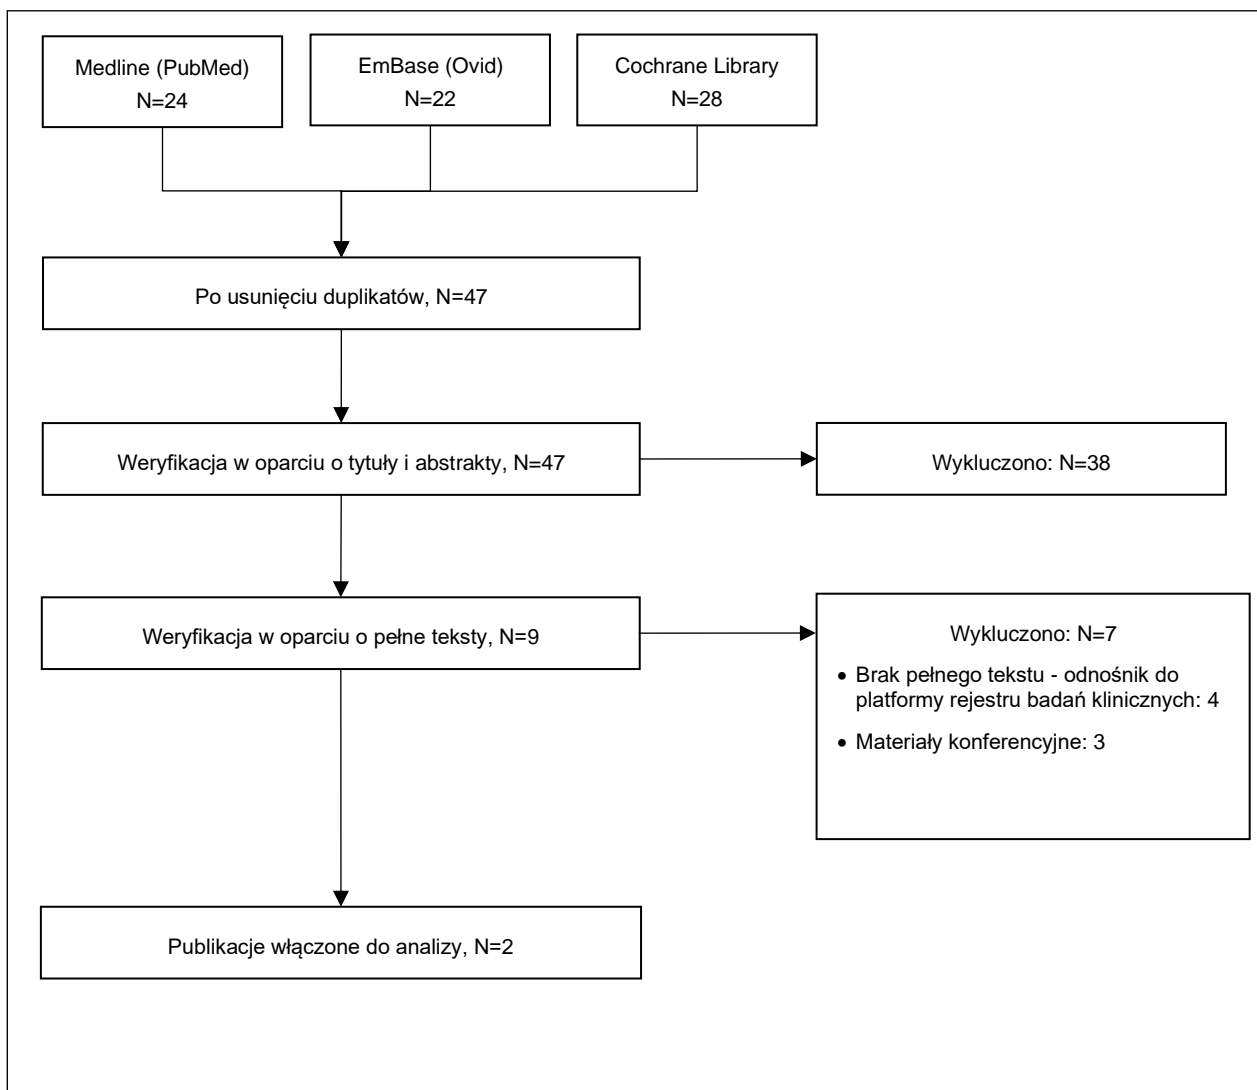 Medline (PubMed)
N=24
EmBase (Ovid)
N=22
Cochrane Library
N=28
Po usunięciu duplikatów, N=47
Weryfikacja w oparciu o tytuły i abstrakty, N=47
Wykluczono: N=38
Weryfikacja w oparciu o pełne teksty, N=9
Wykluczono: N=7
• Brak pełnego tekstu - odnośnik do
platformy rejestru badań klinicznych: 4
• Materiały konferencyjne: 3
Publikacje włączone do analizy, N=2